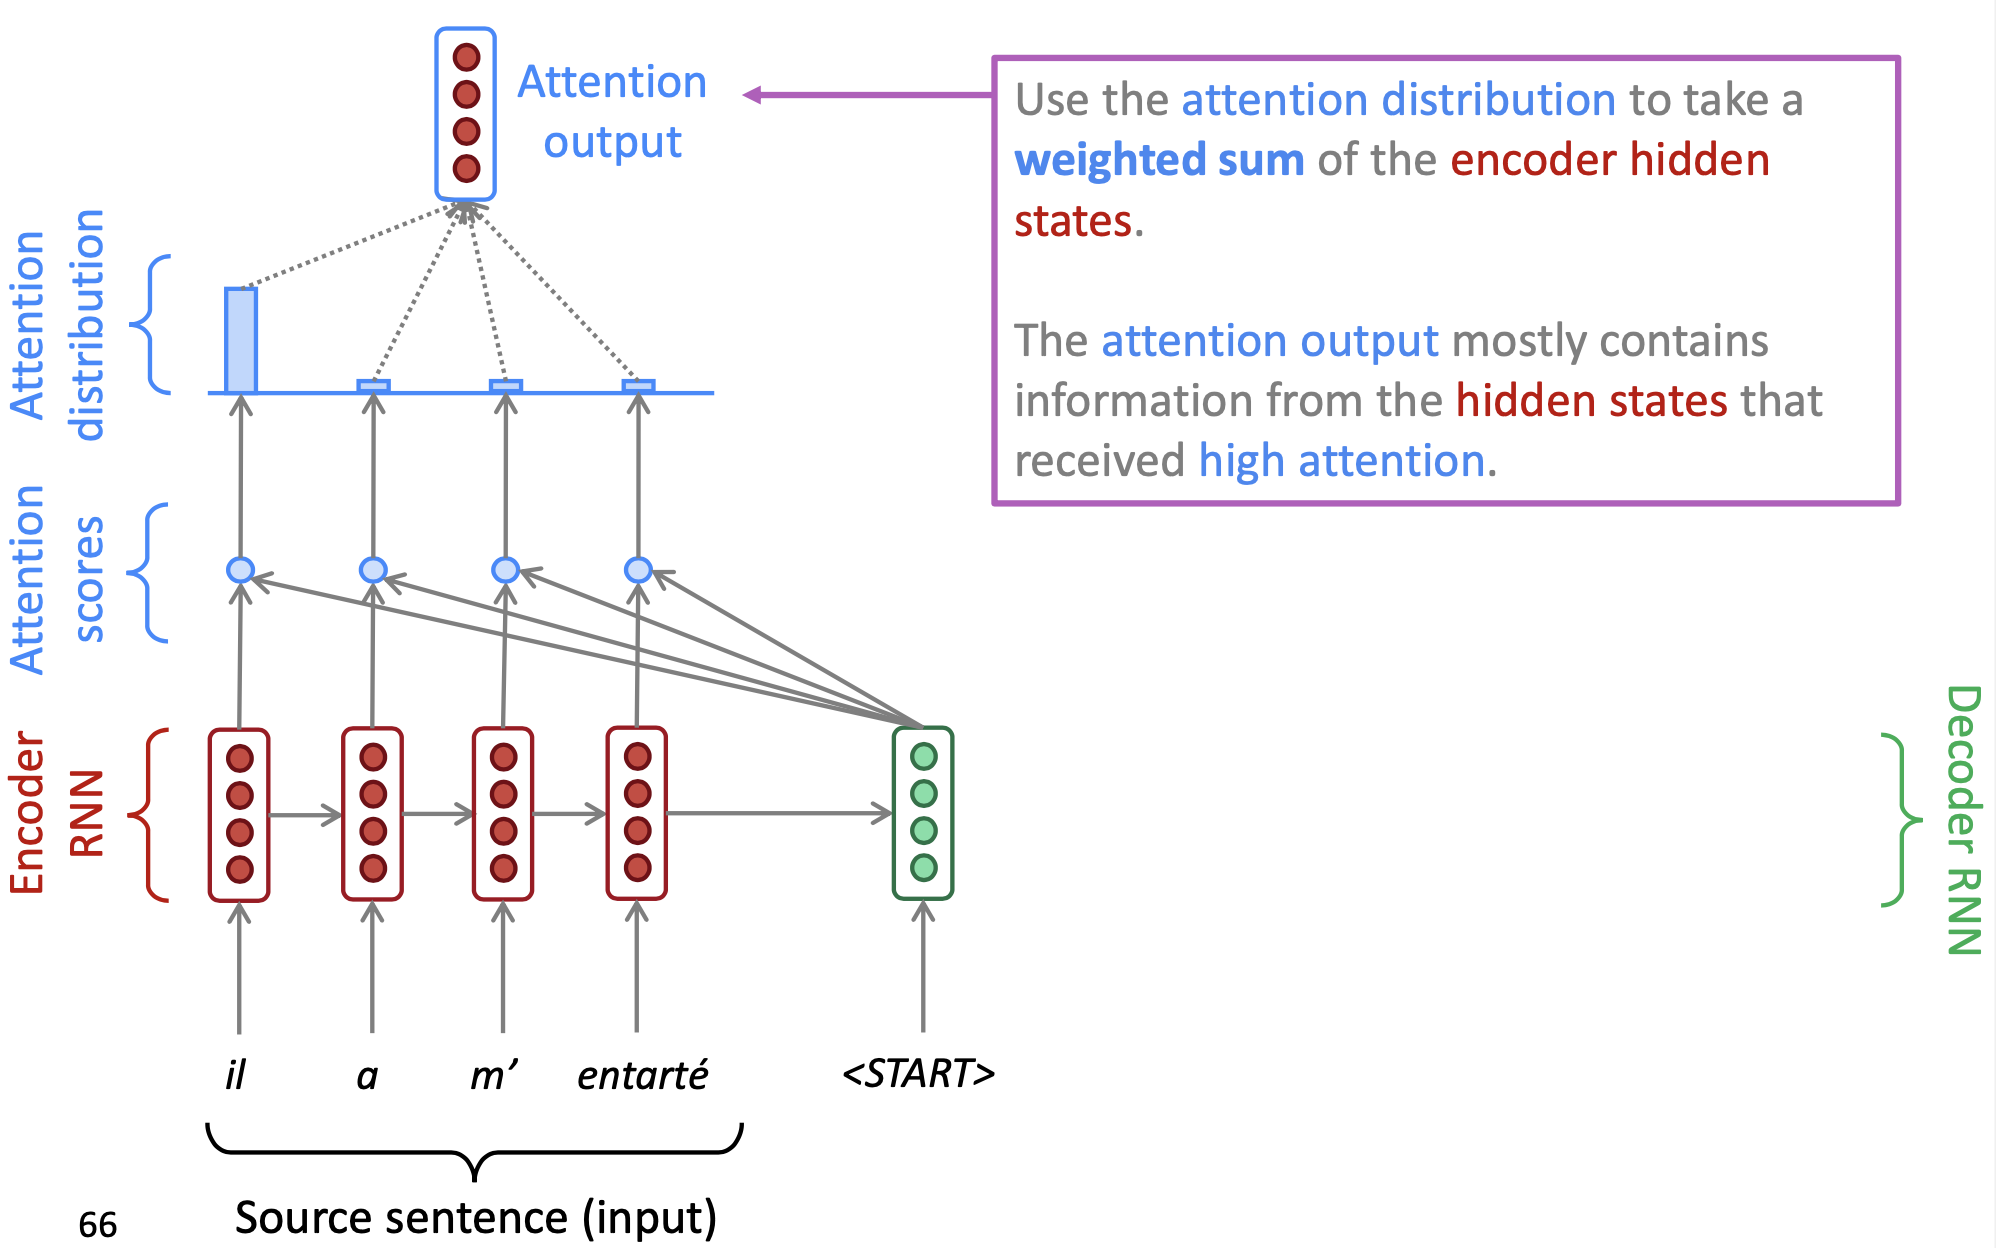 Attention
output
Use the attention distribution to take a
weighted sum of the encoder hidden
states.
The attention output mostly contains
information from the hidden states that
received high attention.
Attention
distribution
Attention
scores
Encoder
RNN
Decoder RNN
il a m’ entarté <START>
Source sentence (input)
66